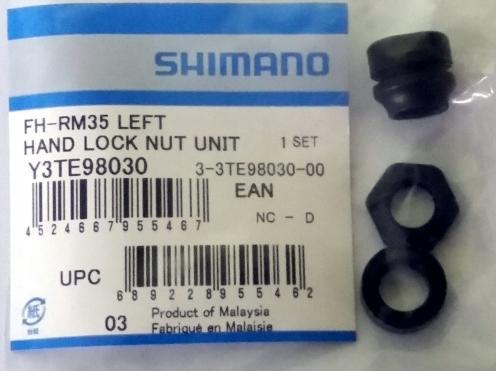 SHIMANO
FH-RM35 LEFT
HAND LOCK NUT UNIT 1 SET
Y3TE98030 3-3TE98030-00
EAN
4524667955467
NC - D
UPC
689228955462
03 Product of Malaysia
Fabriqué en Malaisie
紙